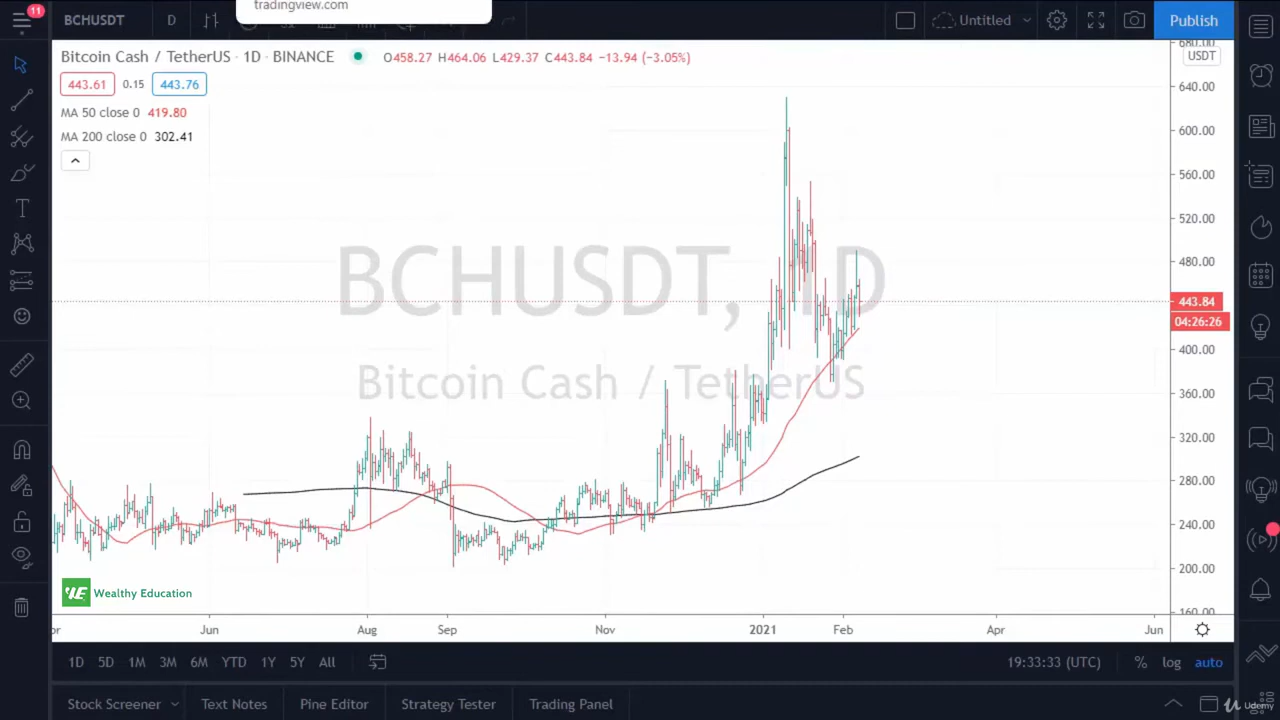 tradingview.com
11
BCHUSDT
D
Untitled
Publish
Bitcoin Cash / TetherUS · 1D · BINANCE
O458.27 H464.06 L429.37 C443.84 −13.94 (−3.05%)
443.61 0.15 443.76
MA 50 close 0 419.80
MA 200 close 0 302.41
BCHUSDT, 1D
Bitcoin Cash / TetherUS
680.00
USDT
640.00
600.00
560.00
520.00
480.00
443.84
04:26:26
400.00
360.00
320.00
280.00
240.00
200.00
160.00
Wealthy Education
Jun Aug Sep Nov 2021 Feb Apr Jun
1D 5D 1M 3M 6M YTD 1Y 5Y All
19:33:33 (UTC) % log auto
Stock Screener Text Notes Pine Editor Strategy Tester Trading Panel
Udemy